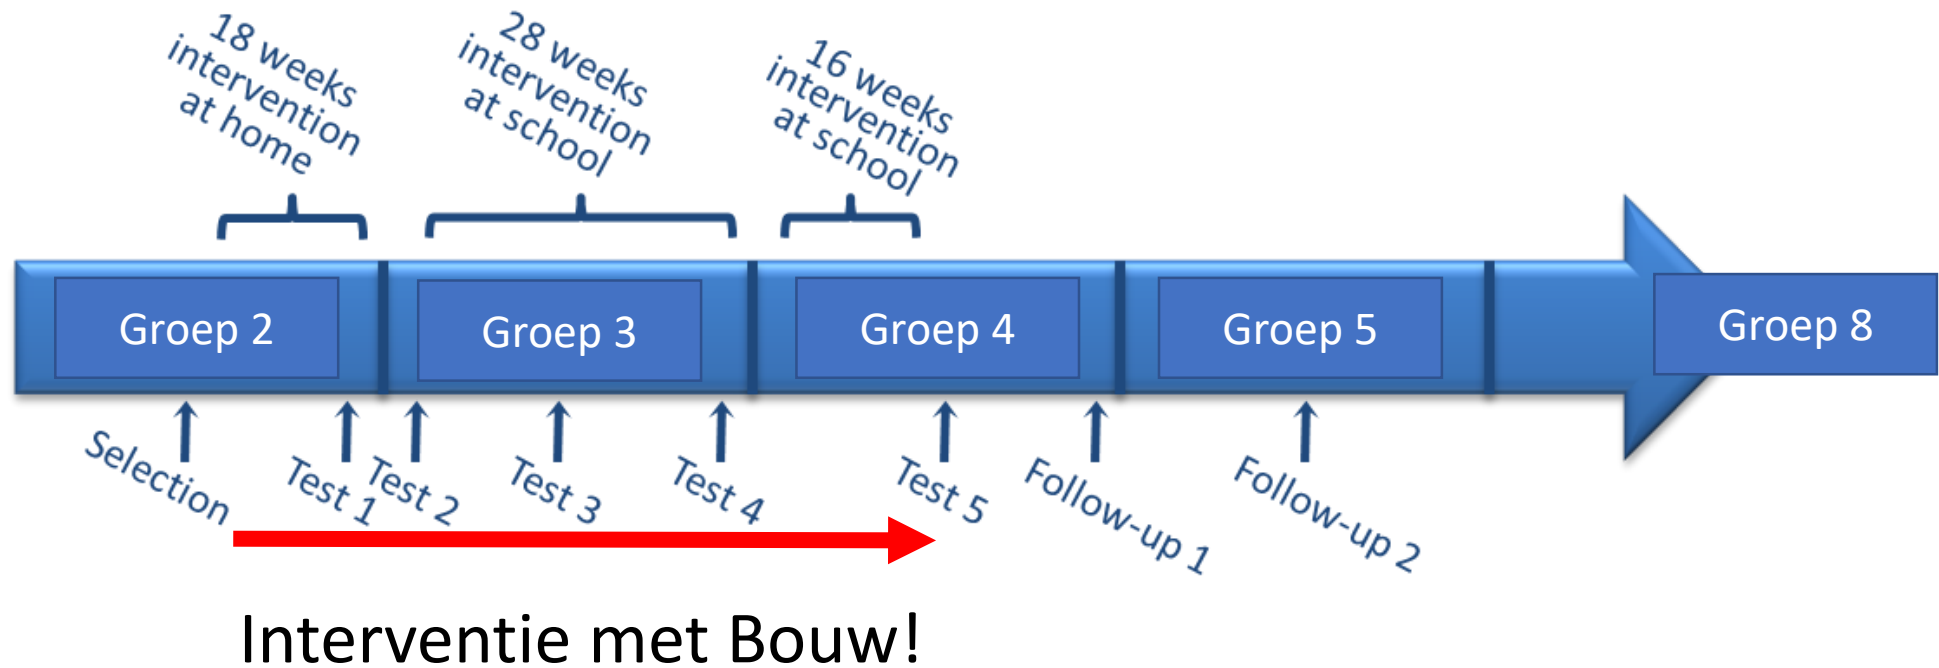 18 weeks
intervention
at home
28 weeks
intervention
at school
16 weeks
intervention
at school
Groep 2
Groep 3
Groep 4
Groep 5
Groep 8
Selection
Test 1
Test 2
Test 3
Test 4
Test 5
Follow-up 1
Follow-up 2
Interventie met Bouw!